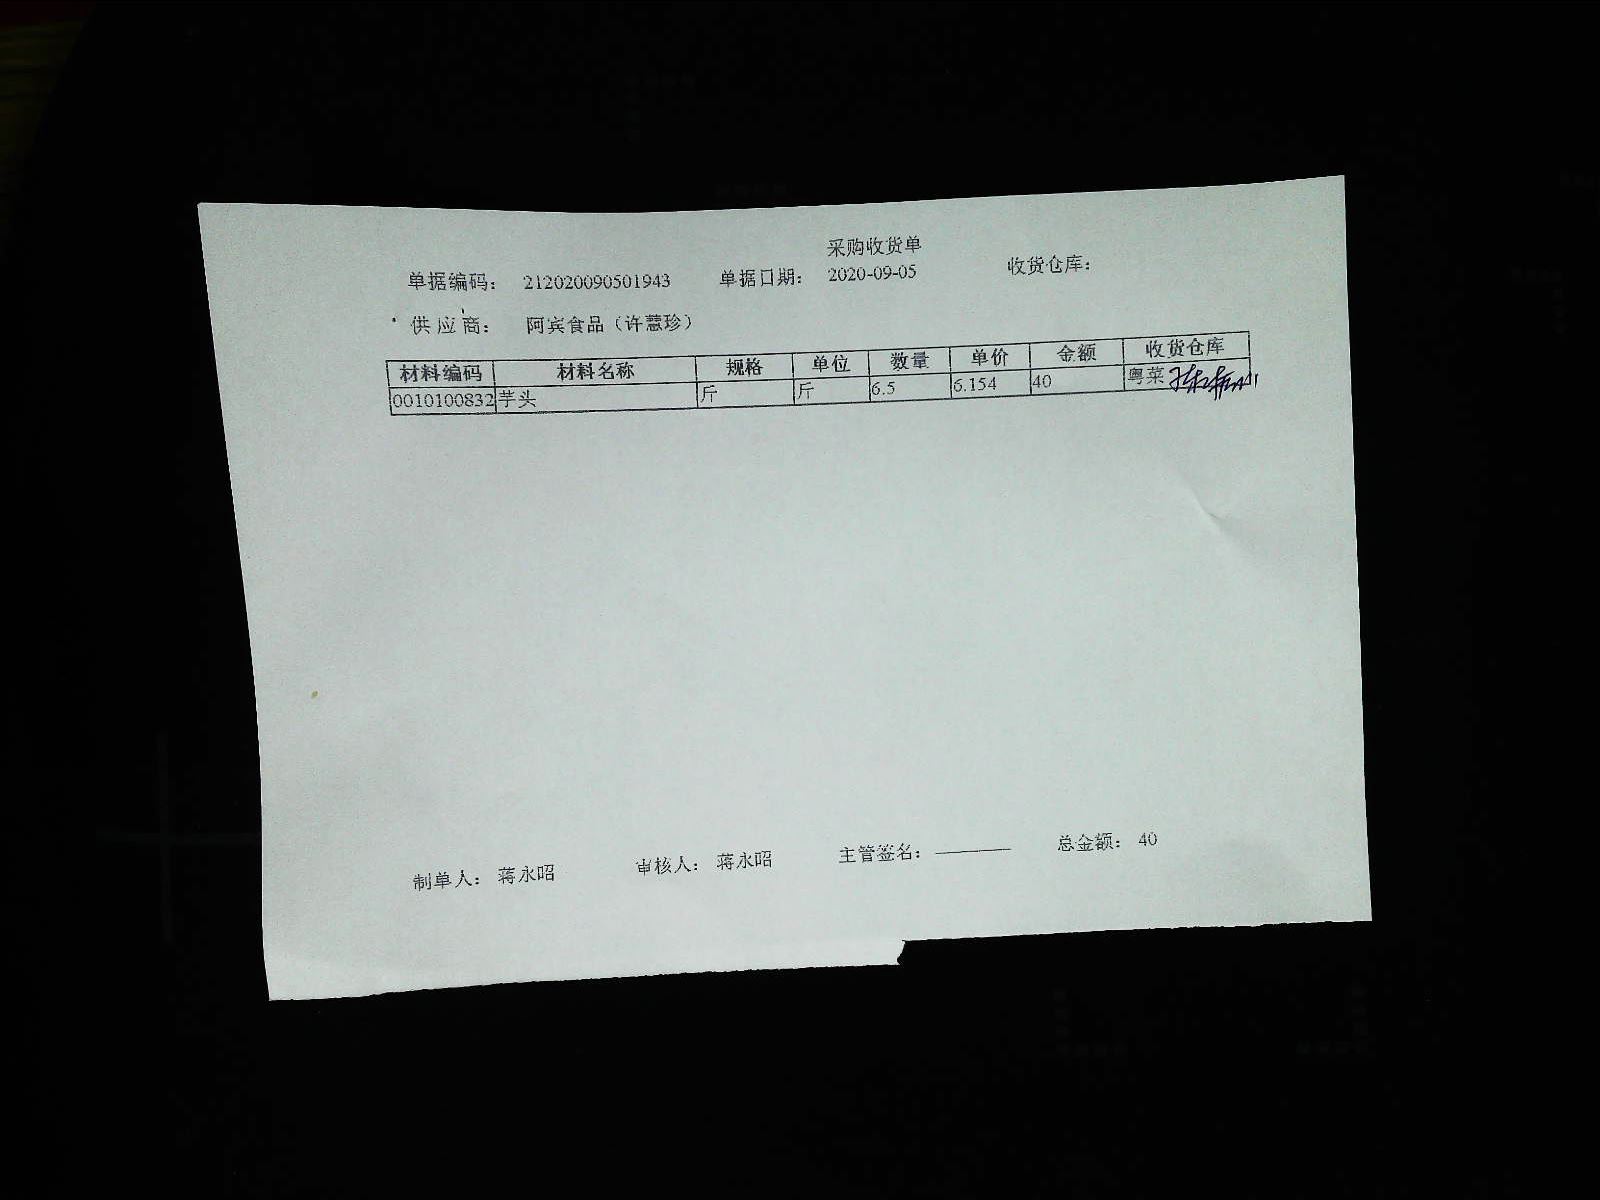 采购收货单
单据编码： 212020090501943 单据日期： 2020-09-05 收货仓库：
供应商： 阿宾食品（许慧珍）
材料编码 材料名称 规格 单位 数量 单价 金额 收货仓库
0010100832 芋头 斤 斤 6.5 6.154 40 粤菜
制单人： 蒋永昭 审核人： 蒋永昭 主管签名： 总金额： 40